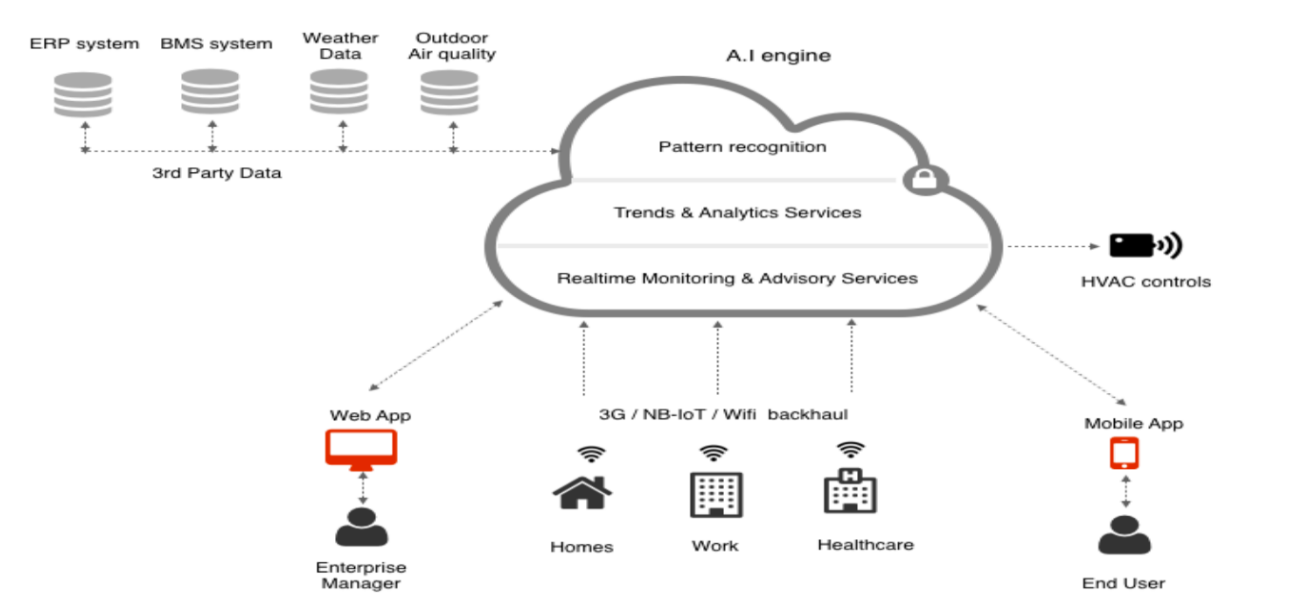 ERP system
BMS system
Weather
Data
Outdoor
Air quality
3rd Party Data
A.I engine
Pattern recognition
Trends & Analytics Services
Realtime Monitoring & Advisory Services
HVAC controls
Web App
Enterprise
Manager
3G / NB-IoT / Wifi backhaul
H
Homes
Work
Healthcare
Mobile App
End User